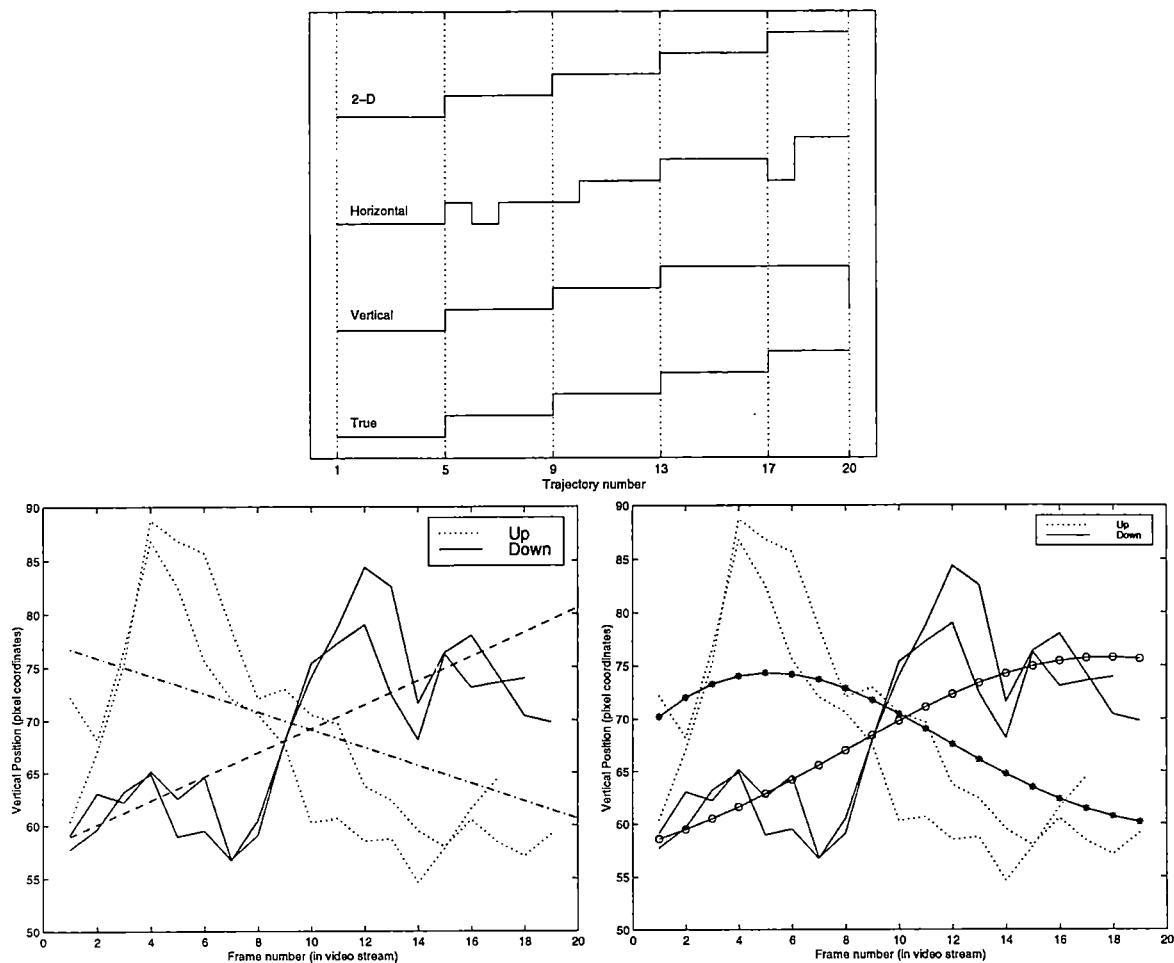 2-D
Horizontal
Vertical
True
1 5 9 13 17 20
Trajectory number
90
85
80
75
70
65
60
55
50
Vertical Position (pixel coordinates)
Up
Down
0 2 4 6 8 10 12 14 16 18 20
Frame number (in video stream)
90
85
80
75
70
65
60
55
50
Vertical Position (pixel coordinates)
Up
Down
0 2 4 6 8 10 12 14 16 18 20
Frame number (in video stream)